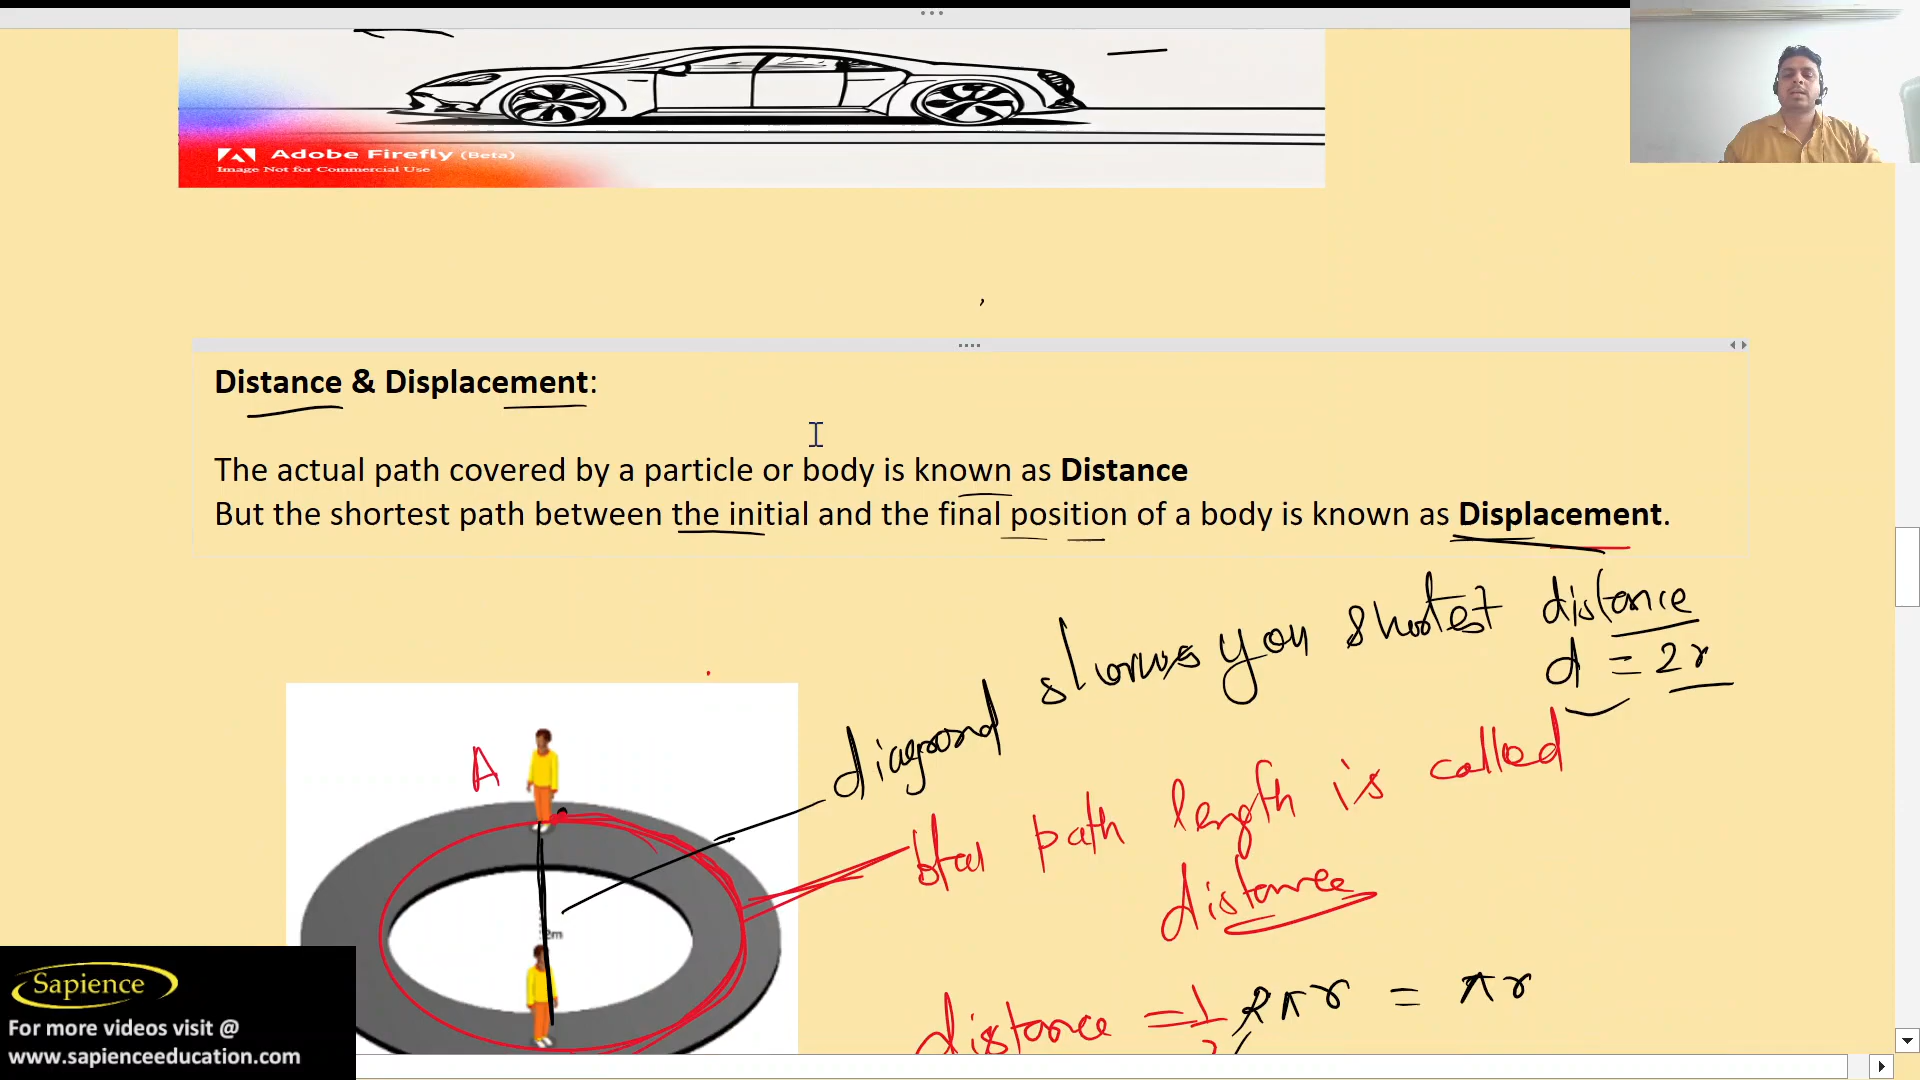 Adobe Firefly (Beta)
Image Not for Commercial Use
Distance & Displacement:
The actual path covered by a particle or body is known as Distance
But the shortest path between the initial and the final position of a body is known as Displacement.
shows you shortest distance
d = 2r
A
path length is called
distance
2m
distance = 1/2 2πr = πr
Sapience
For more videos visit @
www.sapienceeducation.com